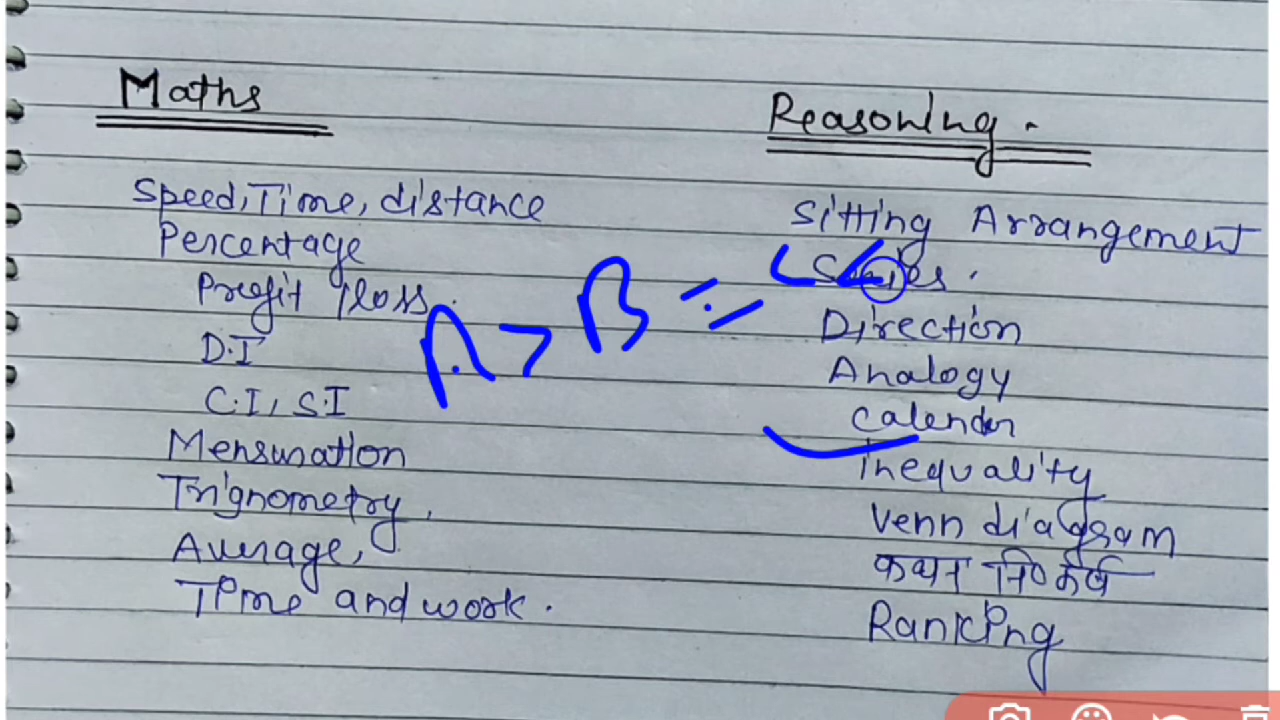 Maths
Speed, Time, distance
Percentage
Profit, loss.
D.I
C.I, S.I
Mensuration
Trignometry,
Average,
Time and work.
Reasoning.
Sitting Arrangement
Series.
Direction
Analogy
Calender
inequality
Venn diagram
कथन निष्कर्ष
Ranking
A > B =